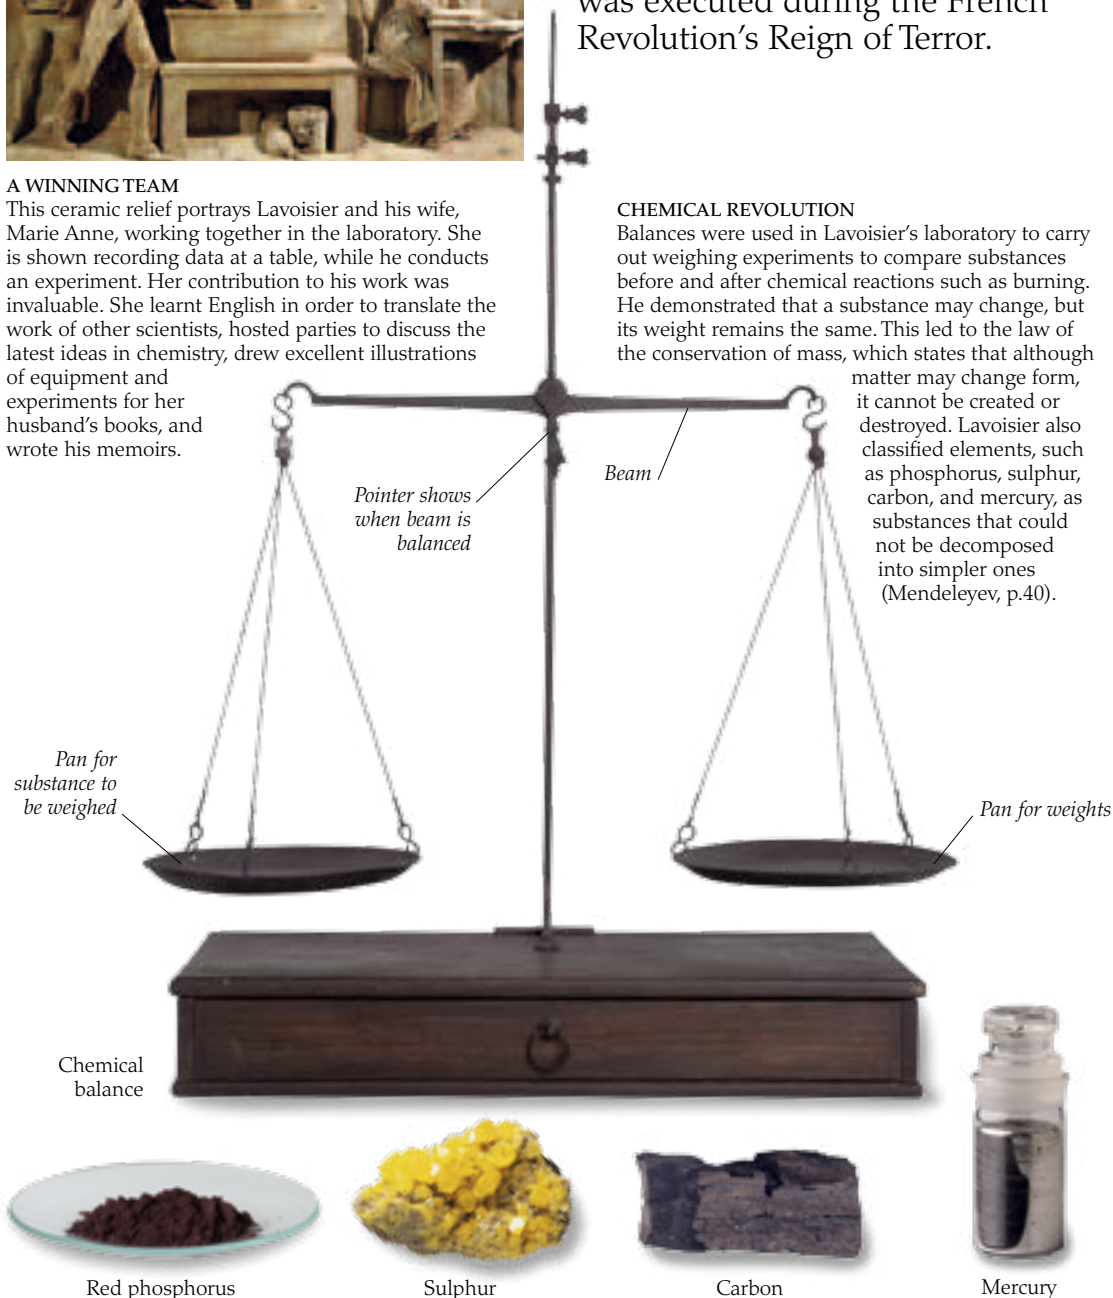 was executed during the French
Revolution’s Reign of Terror.
A WINNING TEAM
This ceramic relief portrays Lavoisier and his wife,
Marie Anne, working together in the laboratory. She
is shown recording data at a table, while he conducts
an experiment. Her contribution to his work was
invaluable. She learnt English in order to translate the
work of other scientists, hosted parties to discuss the
latest ideas in chemistry, drew excellent illustrations
of equipment and
experiments for her
husband’s books, and
wrote his memoirs.
CHEMICAL REVOLUTION
Balances were used in Lavoisier’s laboratory to carry
out weighing experiments to compare substances
before and after chemical reactions such as burning.
He demonstrated that a substance may change, but
its weight remains the same. This led to the law of
the conservation of mass, which states that although
matter may change form,
it cannot be created or
destroyed. Lavoisier also
classified elements, such
as phosphorus, sulphur,
carbon, and mercury, as
substances that could
not be decomposed
into simpler ones
(Mendeleyev, p.40).
Pointer shows
when beam is
balanced
Beam
Pan for
substance to
be weighed
Pan for weights
Chemical
balance
Red phosphorus
Sulphur
Carbon
Mercury